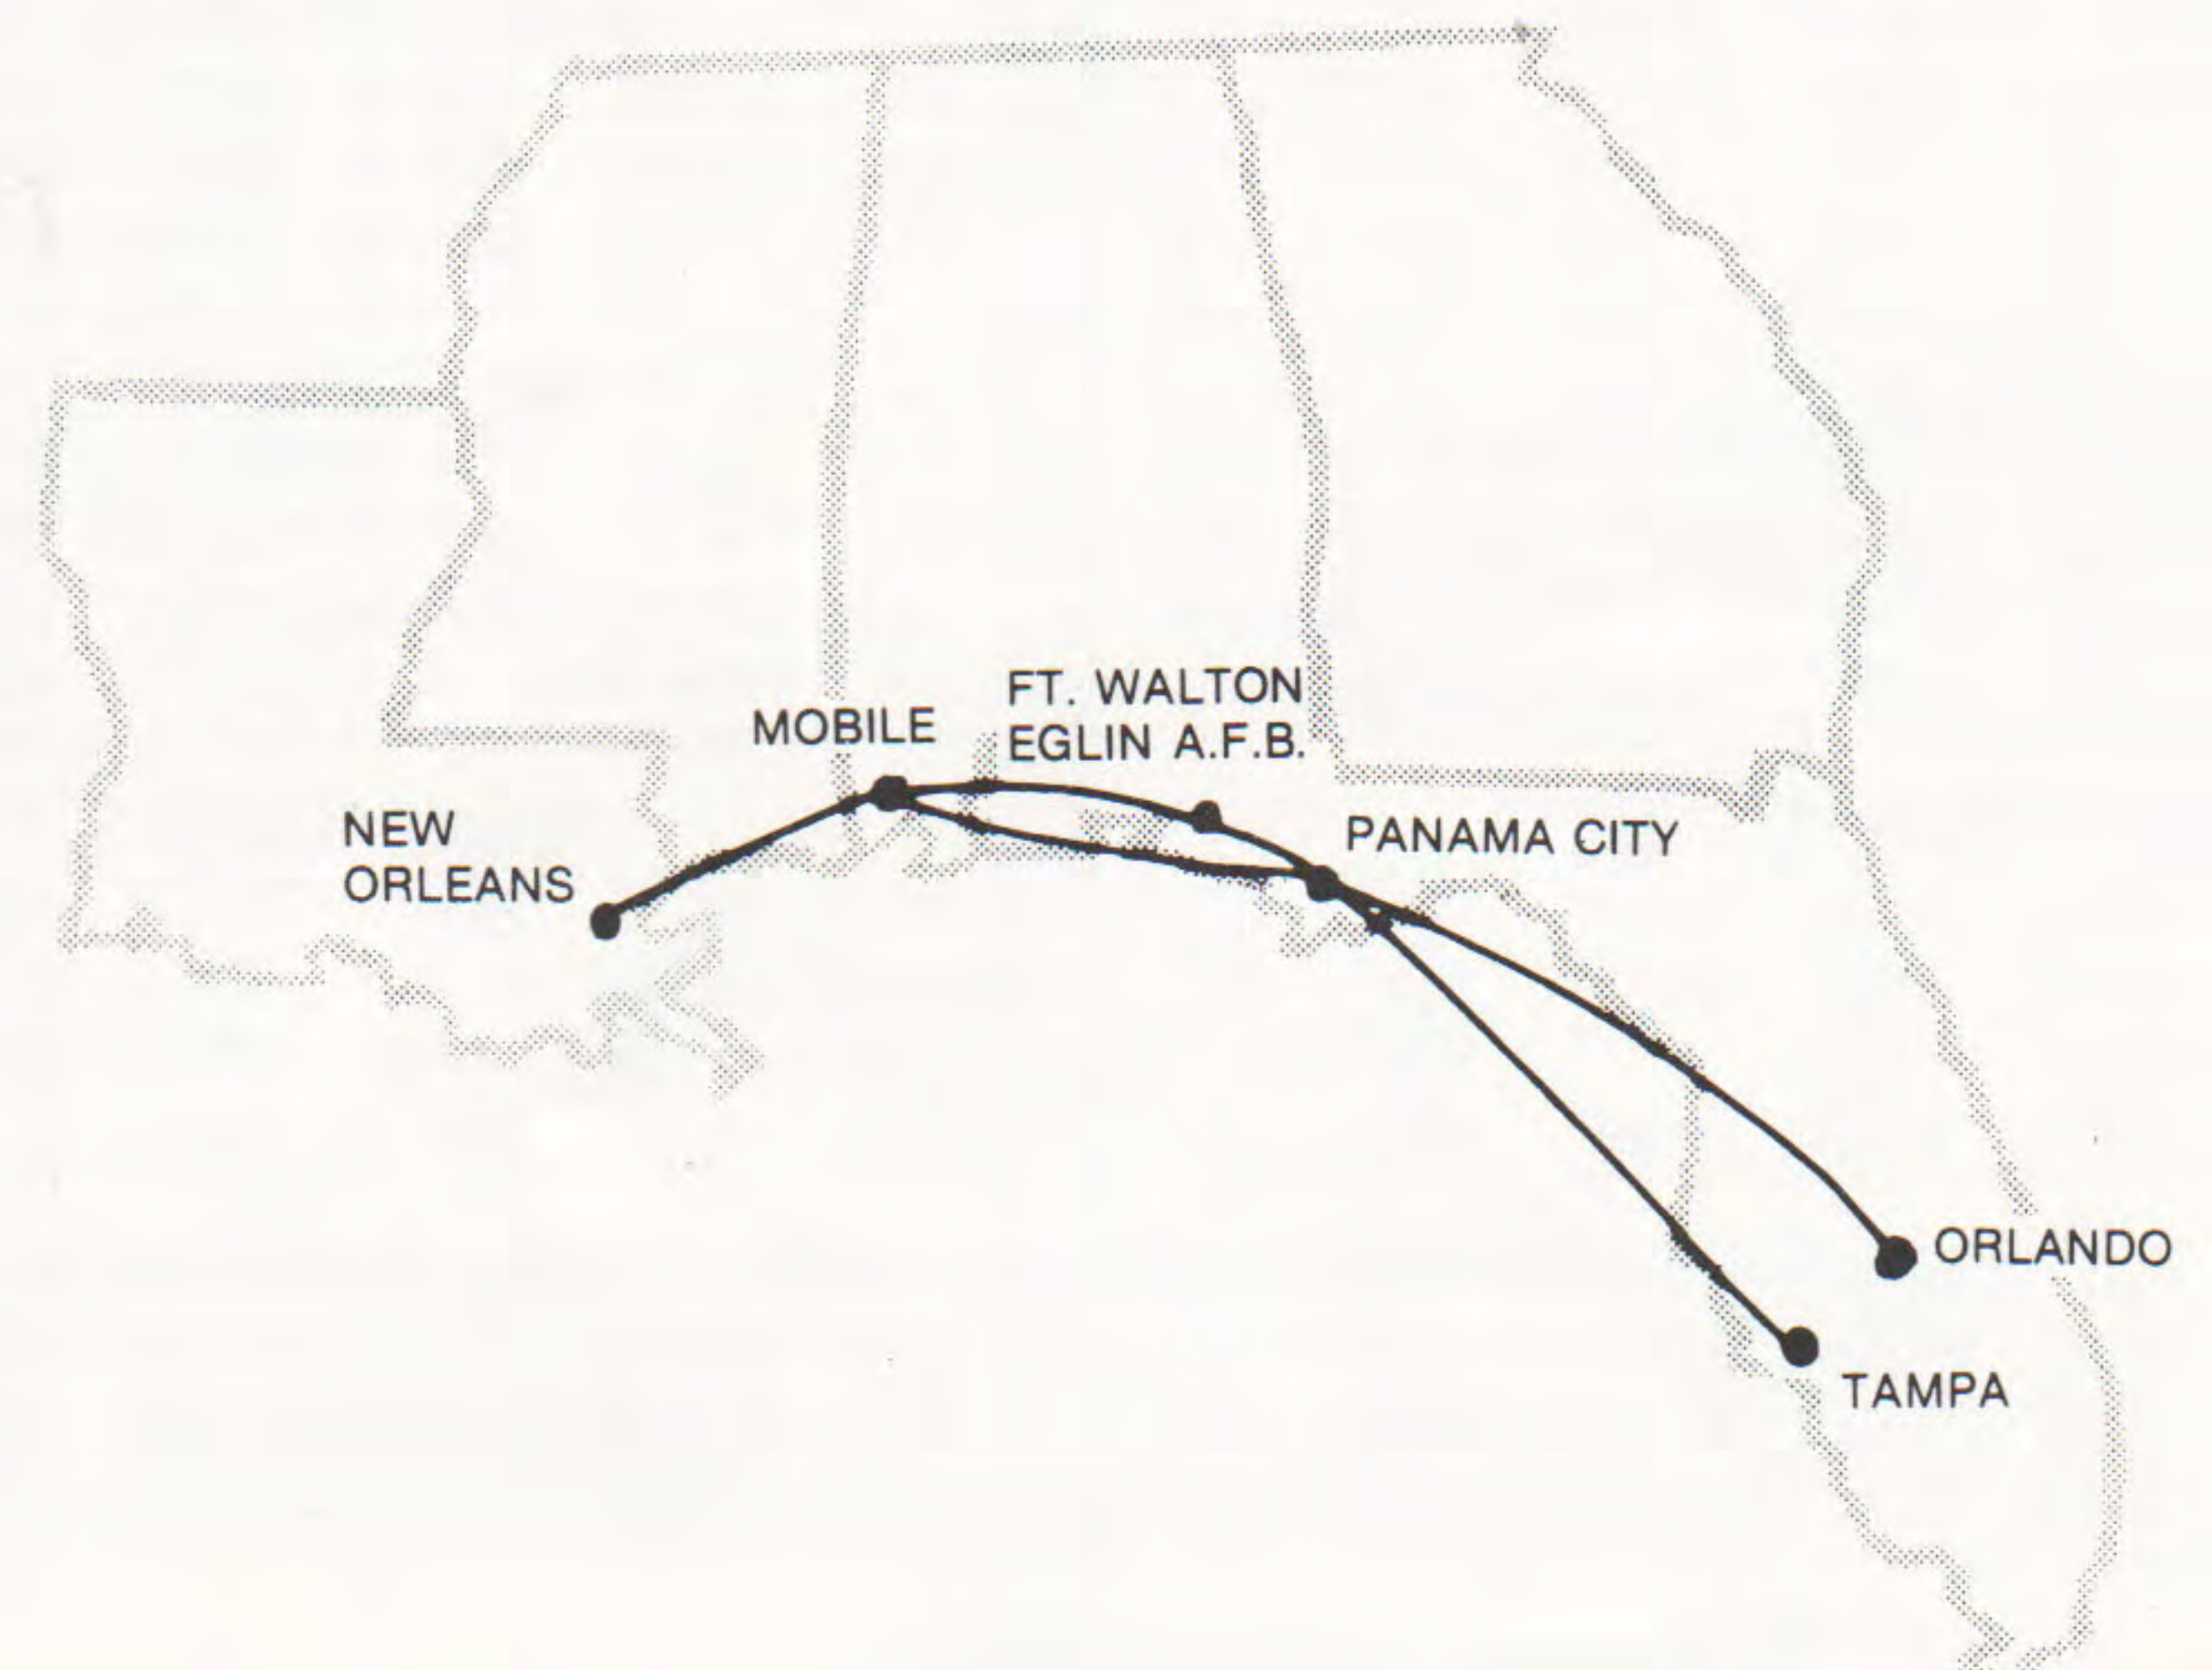 FT. WALTON
EGLIN A.F.B.
MOBILE
NEW
ORLEANS
PANAMA CITY
ORLANDO
TAMPA